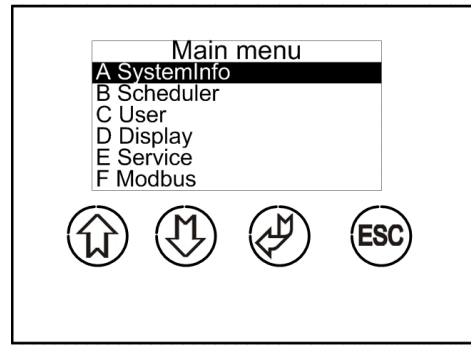 Main menu
A SystemInfo
B Scheduler
C User
D Display
E Service
F Modbus
ESC